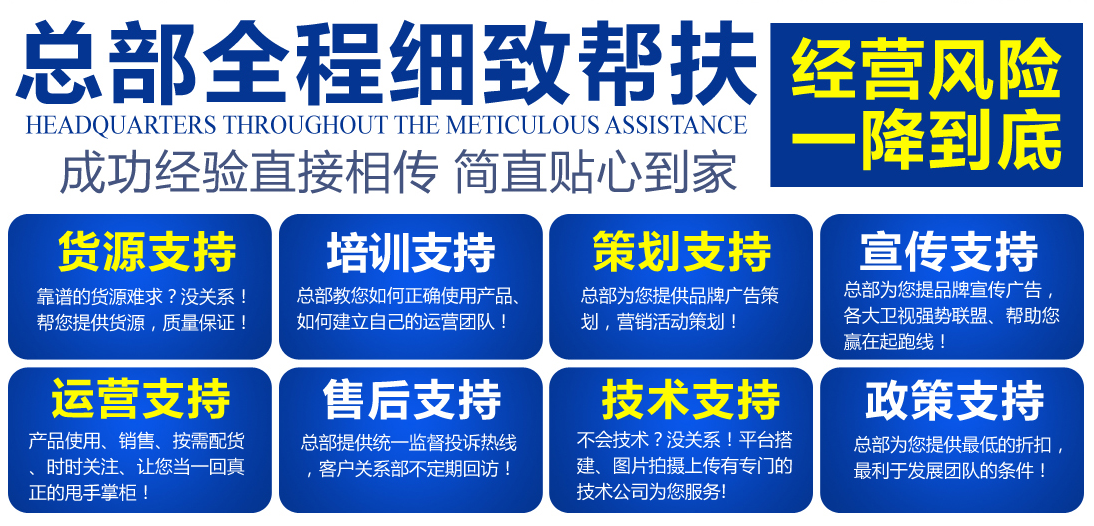 总部全程细致帮扶
HEADQUARTERS THROUGHOUT THE METICULOUS ASSISTANCE
成功经验直接相传 简直贴心到家
经营风险
一降到底
货源支持
靠谱的货源难求？没关系！
帮您提供货源，质量保证！
培训支持
总部教您如何正确使用产品、
如何建立自己的运营团队！
策划支持
总部为您提供品牌广告策
划，营销活动策划！
宣传支持
总部为您提品牌宣传广告，
各大卫视强势联盟、帮助您
赢在起跑线！
运营支持
产品使用、销售、按需配货
、时时关注、让您当一回真
正的甩手掌柜！
售后支持
总部提供统一监督投诉热线
，客户关系部不定期回访！
技术支持
不会技术？没关系！平台搭
建、图片拍摄上传有专门的
技术公司为您服务!
政策支持
总部为您提供最低的折扣，
最利于发展团队的条件！